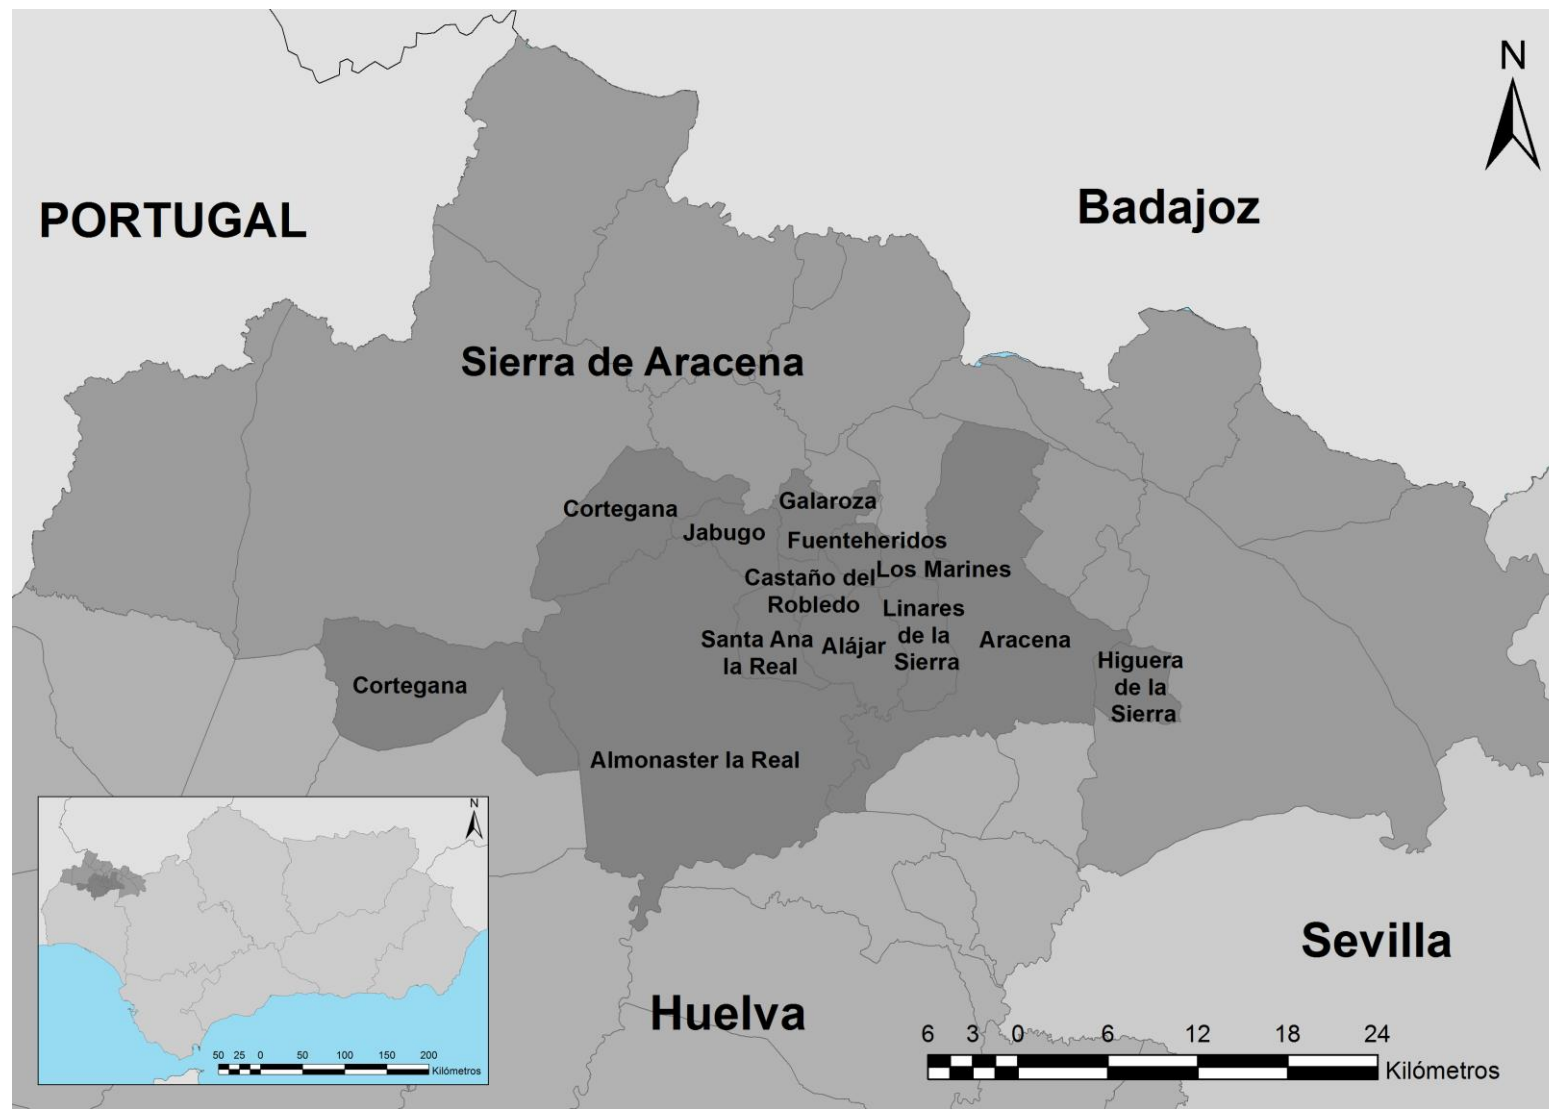 N
PORTUGAL
Badajoz
Sierra de Aracena
Cortegana
Galaroza
Jabugo
Fuenteheridos
Castaño del
Robledo
Los Marines
Linares
de la
Sierra
Santa Ana
la Real
Alájar
Aracena
Higuera
de la
Sierra
Cortegana
Almonaster la Real
N
50 25 0 50 100 150 200
Kilómetros
Sevilla
Huelva
6 3 0 6 12 18 24
Kilómetros